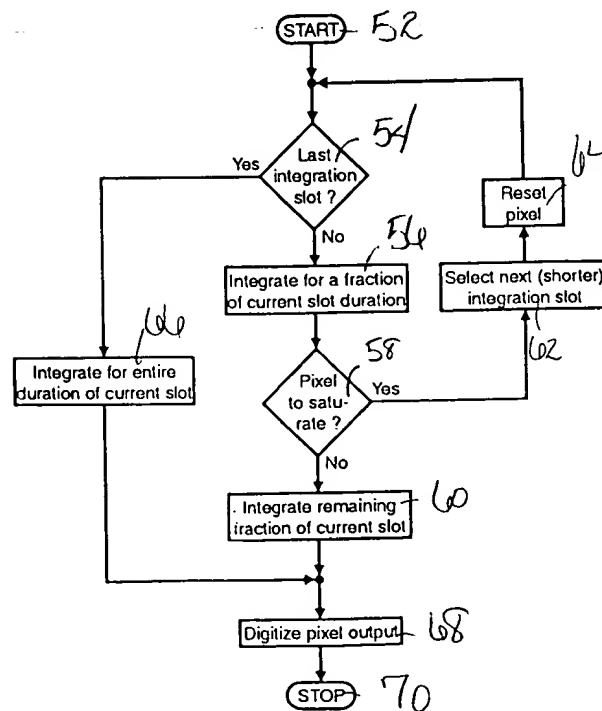 START 52
Last
integration
slot ?
54
Yes
No
64
Reset
pixel
56
Integrate for a fraction
of current slot duration
Select next (shorter)
integration slot
62
66
Integrate for entire
duration of current slot
58
Pixel
to satu-
rate ?
Yes
No
. Integrate remaining
fraction of current slot
60
Digitize pixel output 68
STOP 70